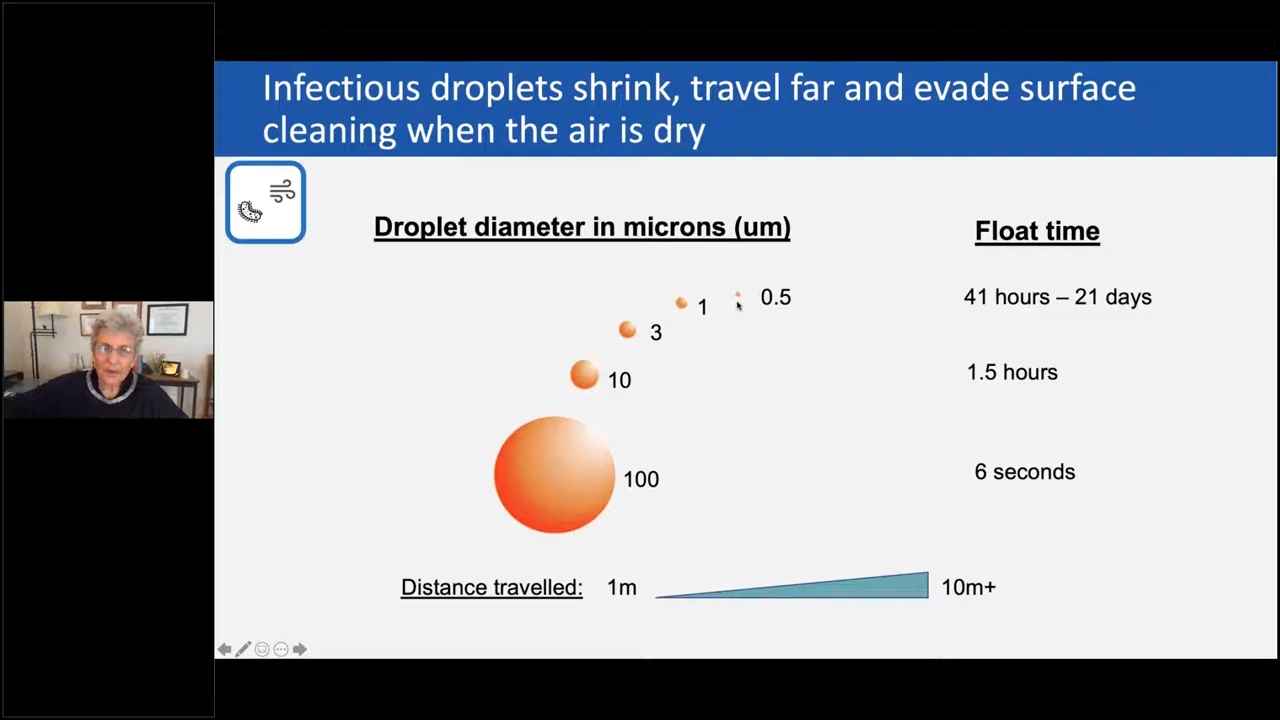 Infectious droplets shrink, travel far and evade surface
cleaning when the air is dry
Droplet diameter in microns (um)
Float time
0.5
41 hours – 21 days
1
3
10
1.5 hours
100
6 seconds
Distance travelled:
1m
10m+